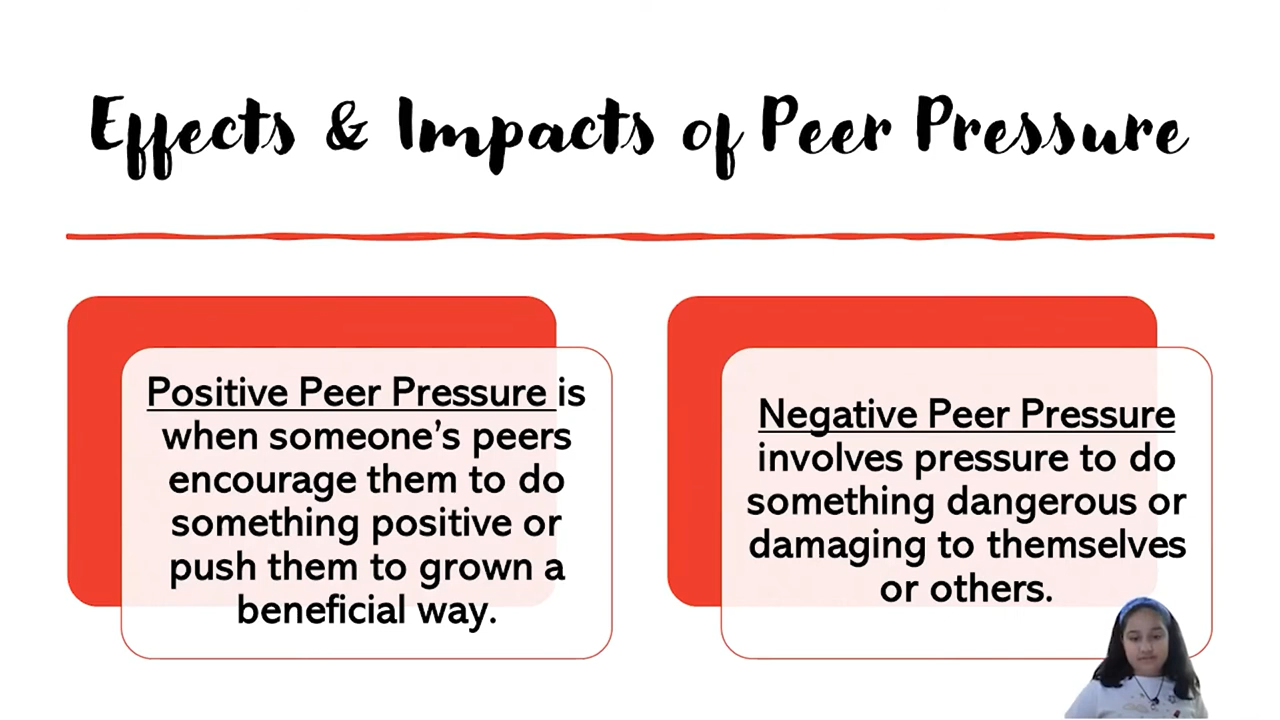 Effects & Impacts of Peer Pressure
Positive Peer Pressure is
when someone’s peers
encourage them to do
something positive or
push them to grown a
beneficial way.
Negative Peer Pressure
involves pressure to do
something dangerous or
damaging to themselves
or others.